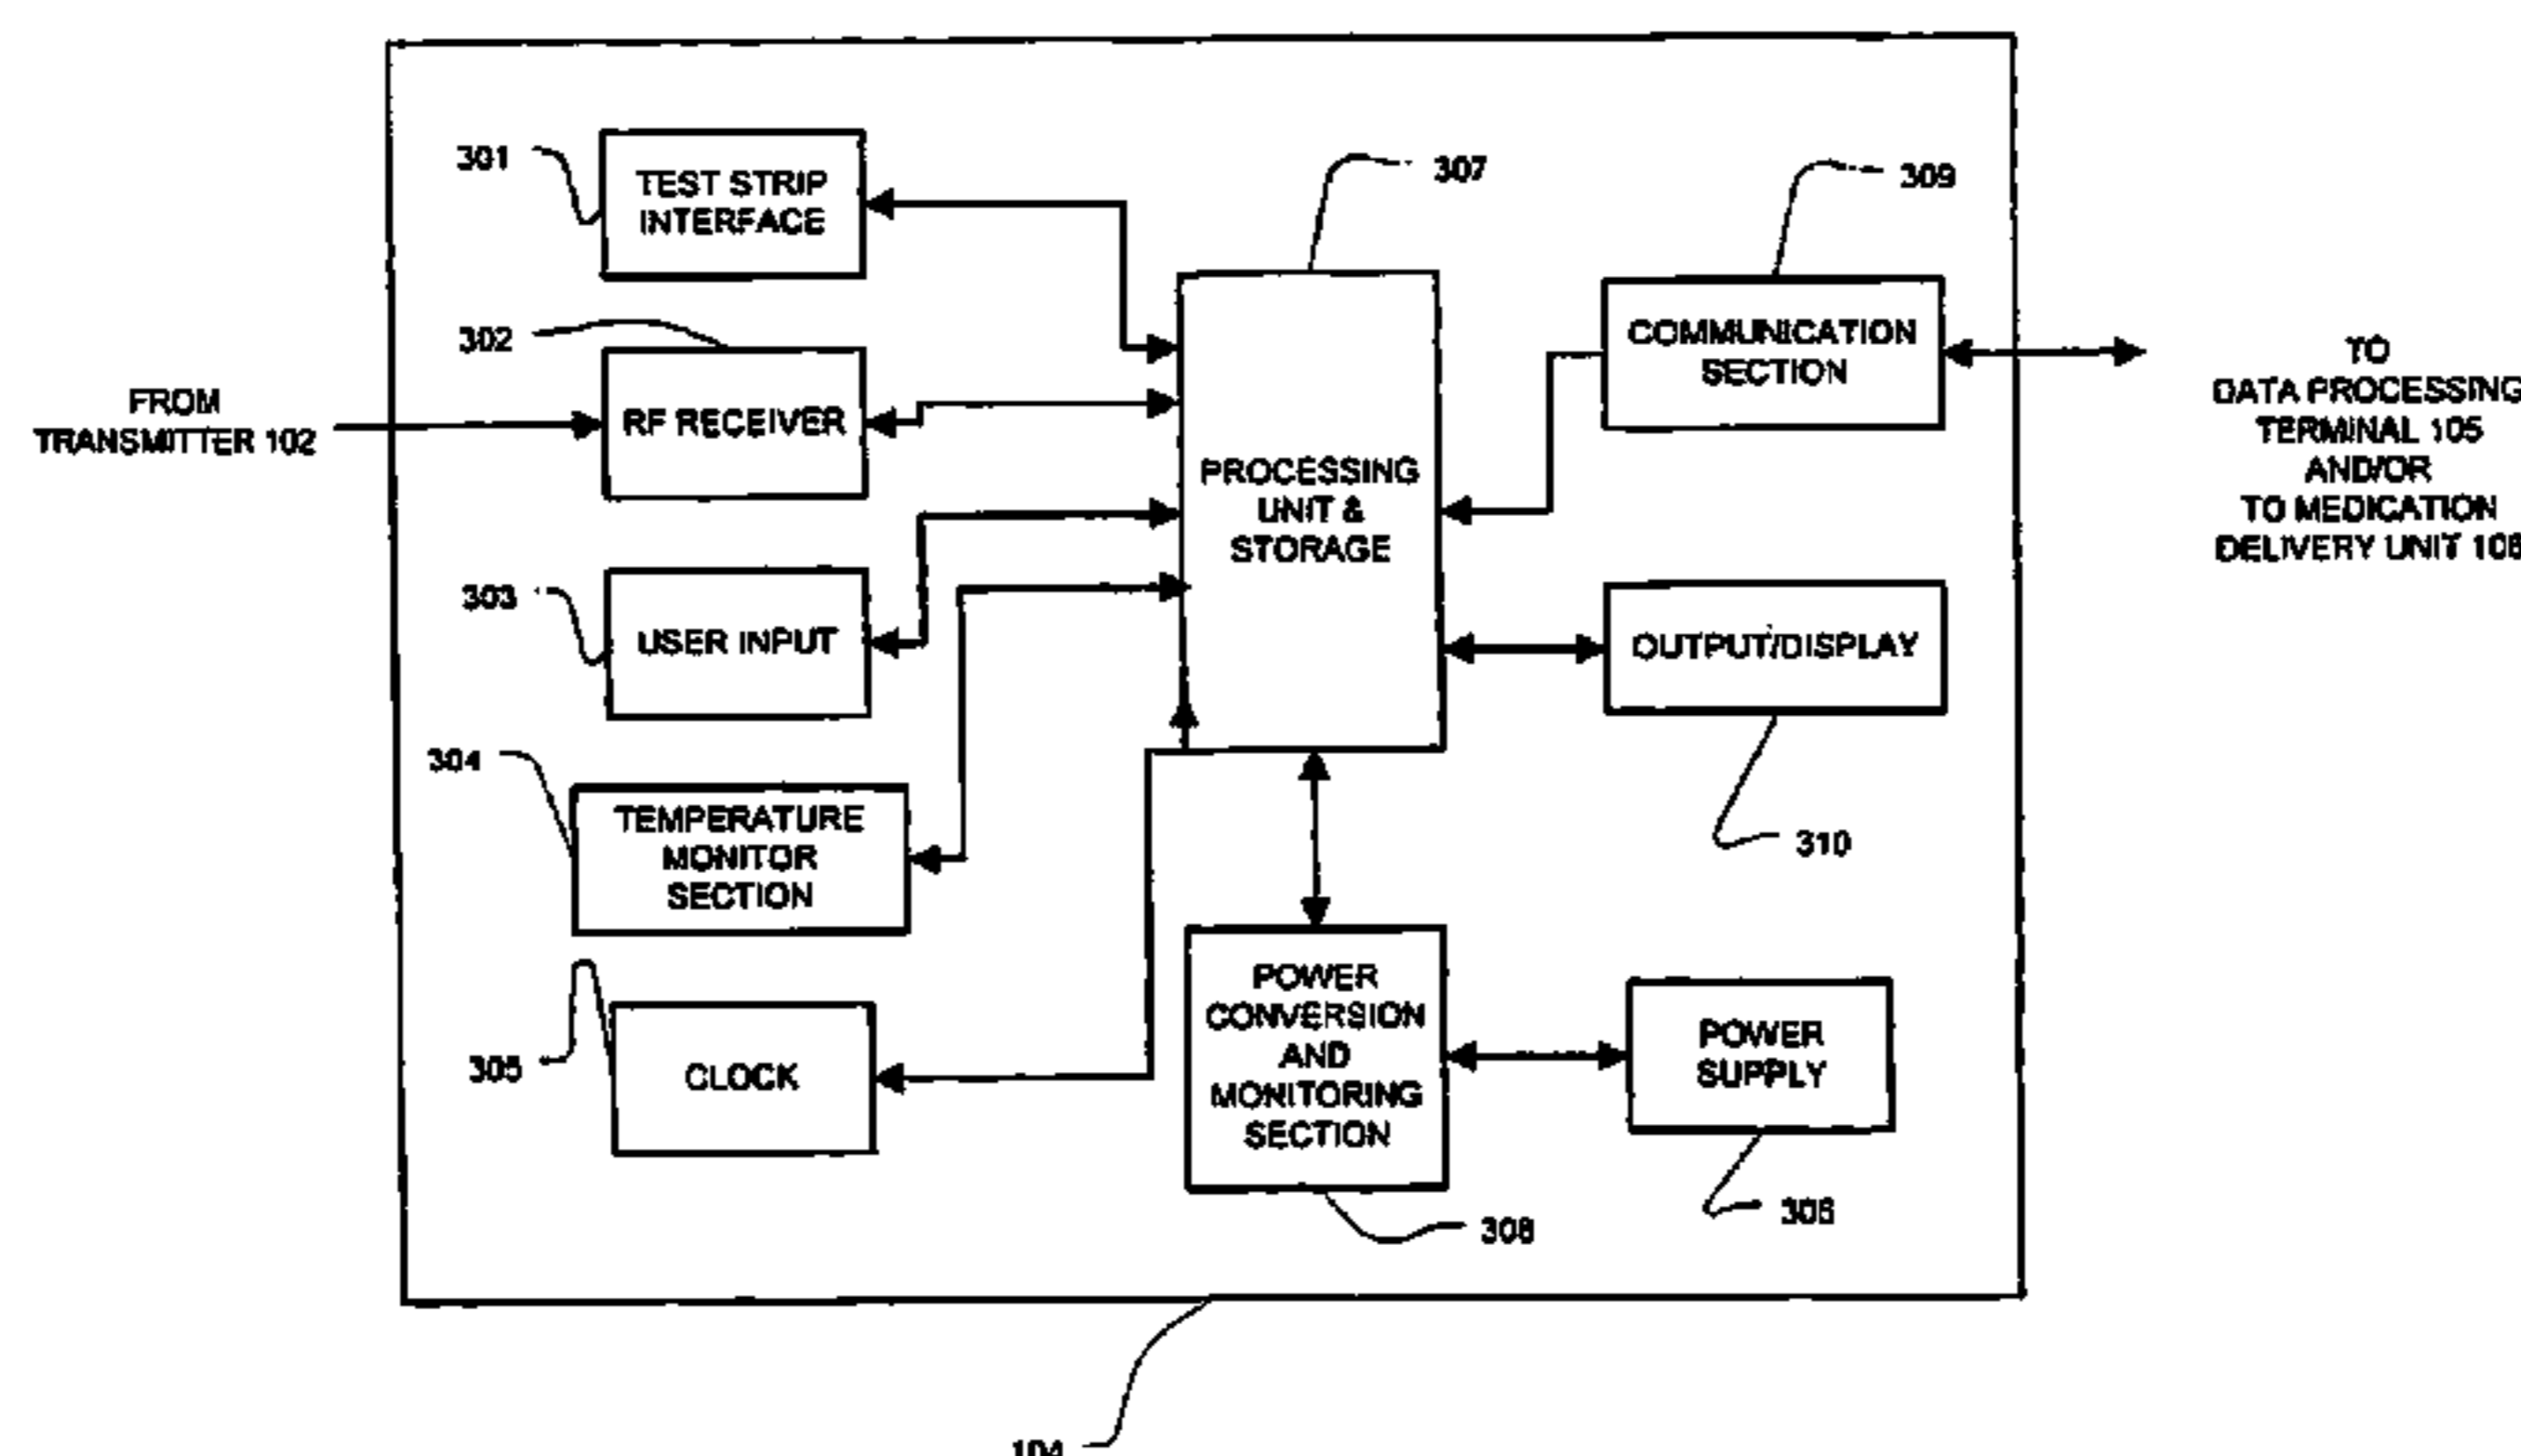 301
TEST STRIP
INTERFACE
307
309
302
COMMUNICATION
SECTION
FROM
TRANSMITTER 102
RF RECEIVER
TO
DATA PROCESSING
TERMINAL 105
AND/OR
TO MEDICATION
DELIVERY UNIT 106
PROCESSING
UNIT &
STORAGE
303
USER INPUT
OUTPUT/DISPLAY
304
TEMPERATURE
MONITOR
SECTION
310
305
CLOCK
POWER
CONVERSION
AND
MONITORING
SECTION
POWER
SUPPLY
306
308
104